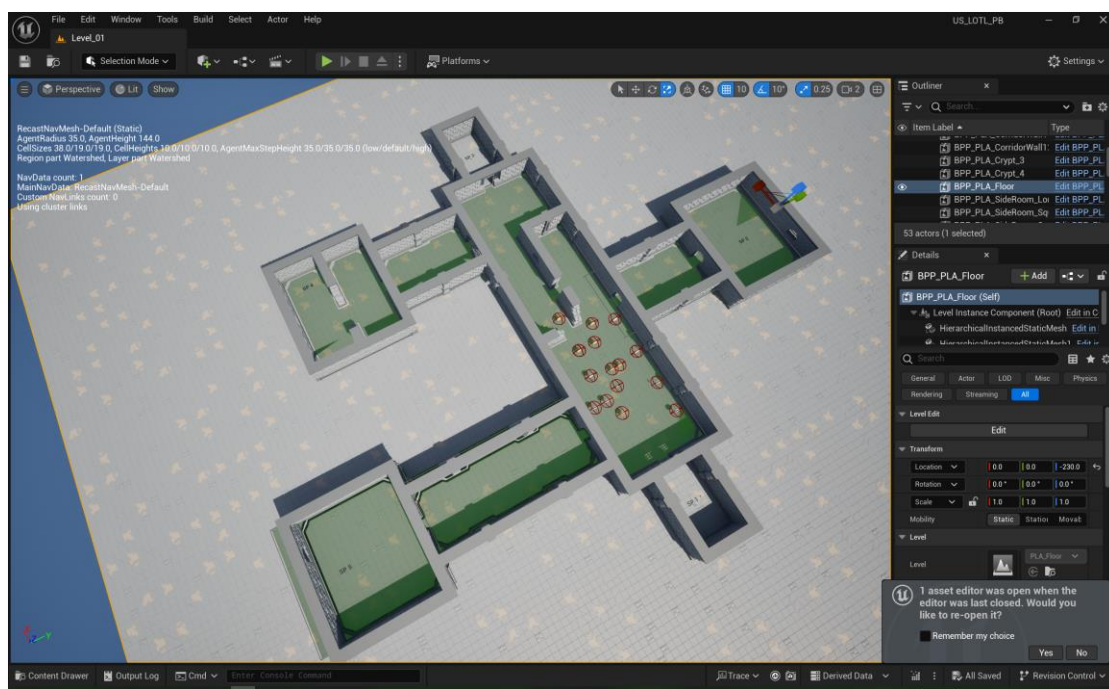 File Edit Window Tools Build Select Actor Help
US_LOTL_PB
Level_01
Selection Mode
Platforms
Settings
Perspective Lit Show
10 10° 0.25 2
RecastNavMesh-Default (Static)
AgentRadius 35.0, AgentHeight 144.0
CellSizes 38.0/19.0/19.0, CellHeights 10.0/10.0/10.0, AgentMaxStepHeight 35.0/35.0/35.0 (low/default/high)
Region part Watershed, Layer part Watershed
NavData count: 1
MainNavData: RecastNavMesh-Default
Custom NavLinks count: 0
Using cluster links
Outliner
Search...
Item Label Type
BPP_PLA_CorridorWall1 Edit BPP_PL
BPP_PLA_Crypt_3 Edit BPP_PL
BPP_PLA_Crypt_4 Edit BPP_PL
BPP_PLA_Floor Edit BPP_PL
BPP_PLA_SideRoom_Lo Edit BPP_PL
BPP_PLA_SideRoom_Sq Edit BPP_PL
53 actors (1 selected)
Details
BPP_PLA_Floor + Add
BPP_PLA_Floor (Self)
Level Instance Component (Root) Edit in C
HierarchicalInstancedStaticMesh Edit in
HierarchicalInstancedStaticMesh1 Edit in
Search
General Actor LOD Misc Physics
Rendering Streaming All
Level Edit
Edit
Transform
Location 0.0 0.0 -230.0
Rotation 0.0° 0.0° 0.0°
Scale 1.0 1.0 1.0
Mobility Static Station Movab
Level
Level PLA_Floor
1 asset editor was open when the
editor was last closed. Would you
like to re-open it?
Remember my choice
Yes No
Content Drawer Output Log Cmd Enter Console Command Trace Derived Data All Saved Revision Control